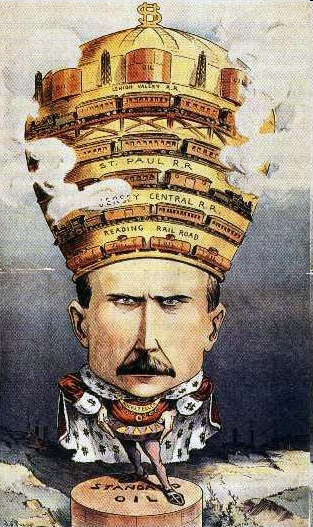 $
OIL
LEHIGH VALLEY R.R.
ST. PAUL R.R.
JERSEY CENTRAL R.R.
READING RAIL ROAD
$
STANDARD
OIL